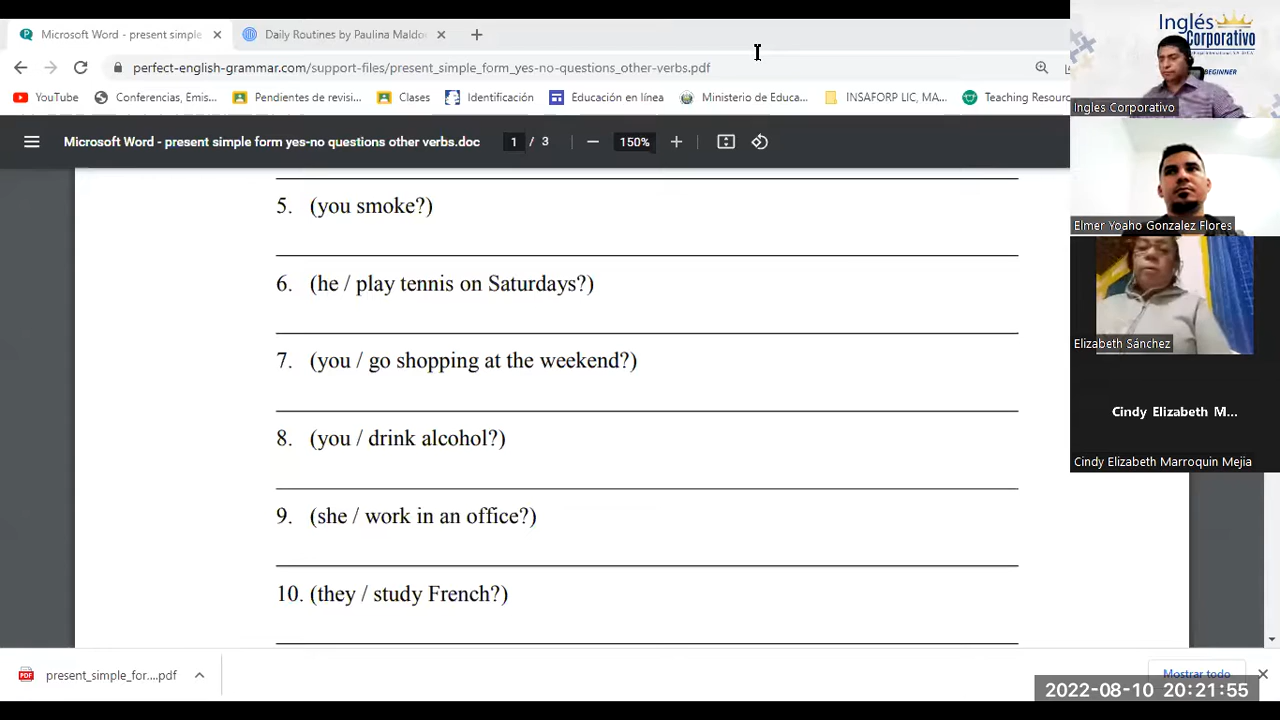 Microsoft Word - present simple
Daily Routines by Paulina Maldo
perfect-english-grammar.com/support-files/present_simple_form_yes-no-questions_other-verbs.pdf
YouTube
Conferencias, Emis...
Pendientes de revisi...
Clases
Identificación
Educación en línea
Ministerio de Educa...
INSAFORP LIC, MA...
Teaching Resourc
Microsoft Word - present simple form yes-no questions other verbs.doc
1 / 3
150%
5. (you smoke?)
6. (he / play tennis on Saturdays?)
7. (you / go shopping at the weekend?)
8. (you / drink alcohol?)
9. (she / work in an office?)
10. (they / study French?)
present_simple_for....pdf
Mostrar todo
2022-08-10 20:21:55
Inglés
Corporativo
BEGINNER
Ingles Corporativo
Elmer Yoaho Gonzalez Flores
Elizabeth Sánchez
Cindy Elizabeth M...
Cindy Elizabeth Marroquin Mejia